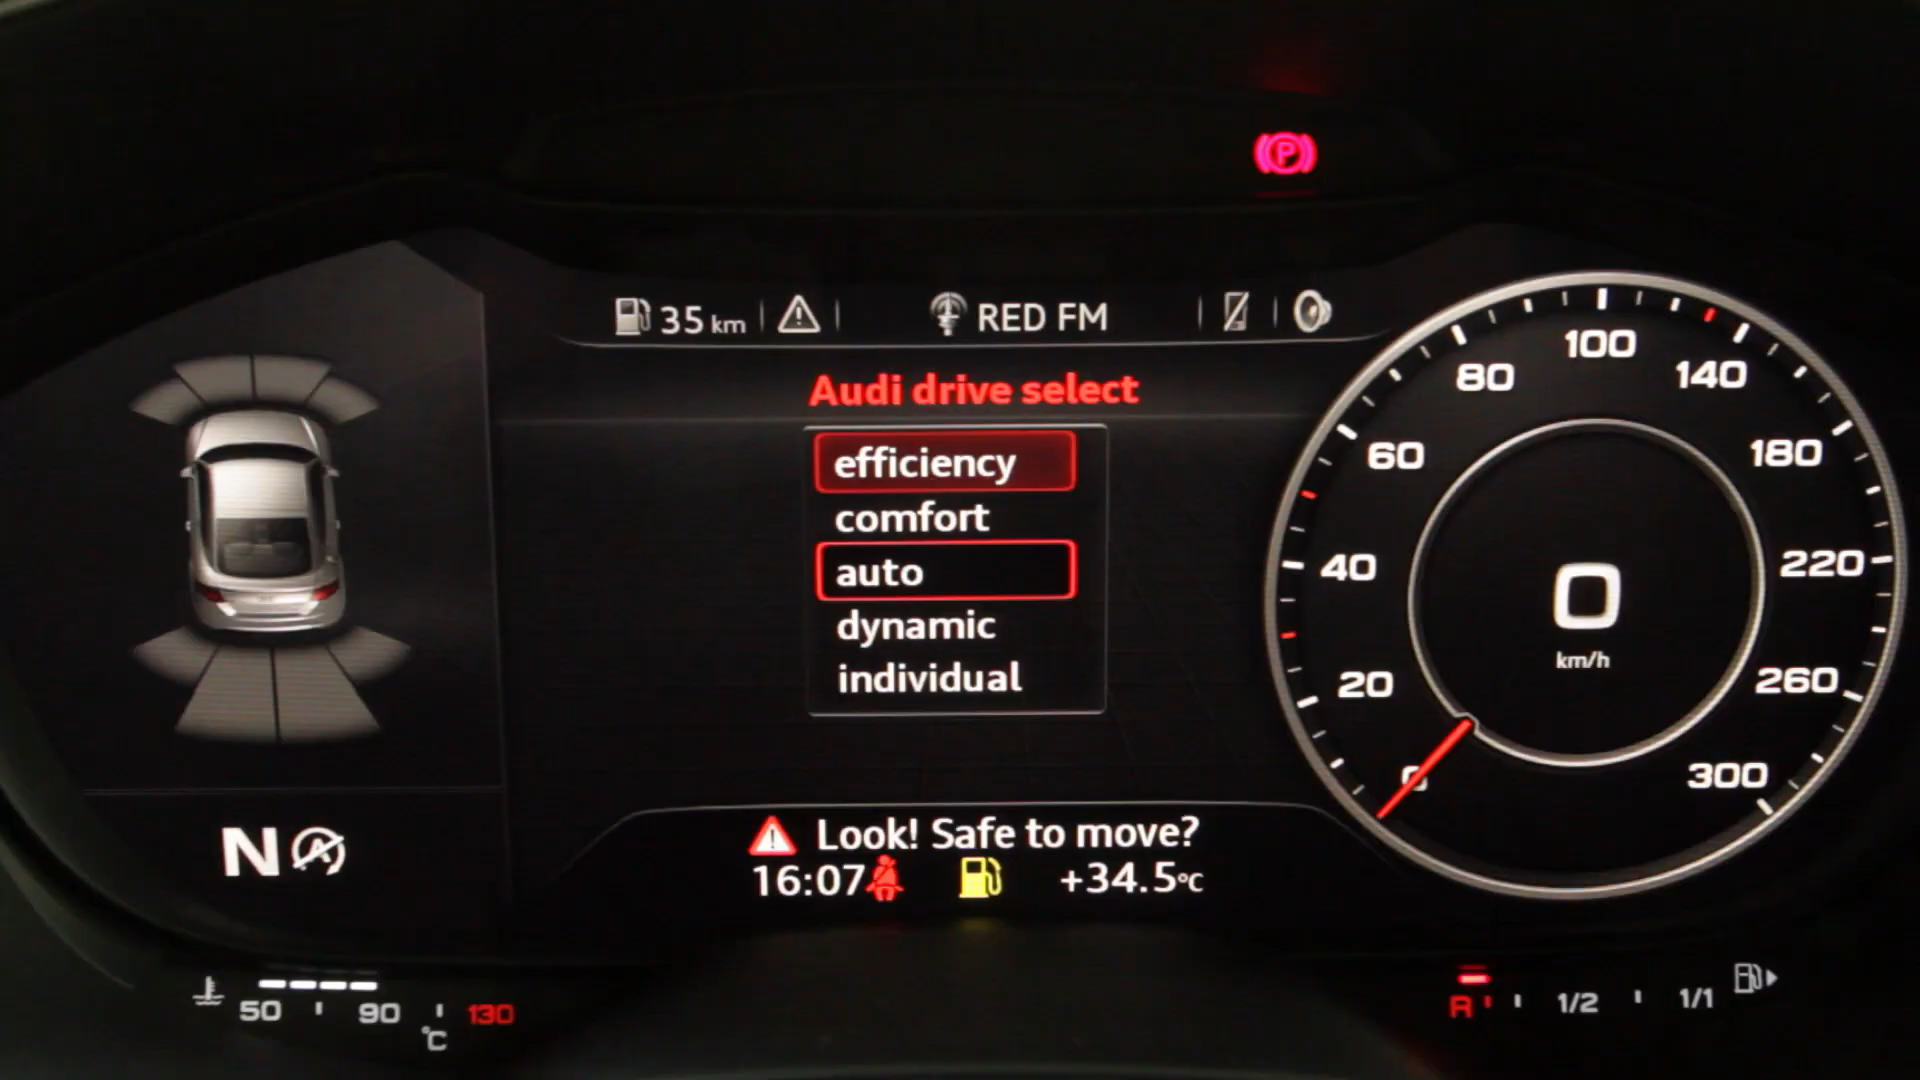 P
35 km
RED FM
Audi drive select
efficiency
comfort
auto
dynamic
individual
0
20
40
60
80
100
140
180
220
260
300
0
km/h
N A
Look! Safe to move?
16:07
+34.5°C
50 90 130
°C
R 1/2 1/1